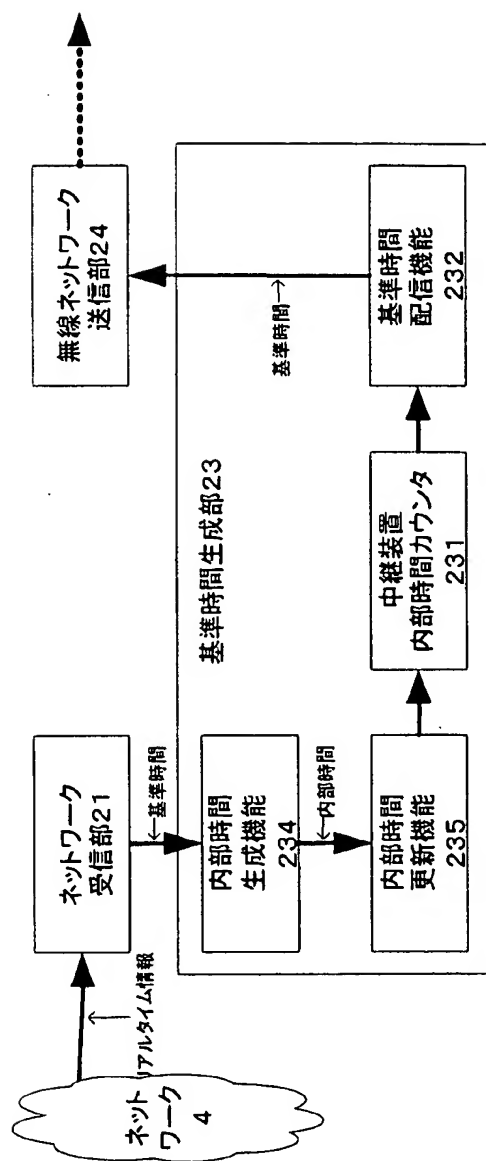 ネット
ワーク
4
リアルタイム情報
ネットワーク
受信部21
基準時間
無線ネットワーク
送信部24
基準時間生成部23
内部時間
生成機能
234
内部時間
内部時間
更新機能
235
中継装置
内部時間カウンタ
231
基準時間
配信機能
232
基準時間